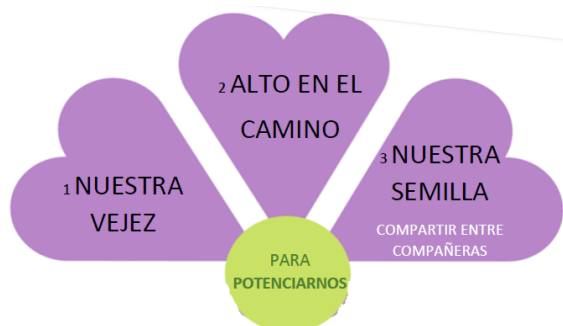 1 NUESTRA
VEJEZ
2 ALTO EN EL
CAMINO
3 NUESTRA
SEMILLA
COMPARTIR ENTRE
COMPAÑERAS
PARA
POTENCIARNOS